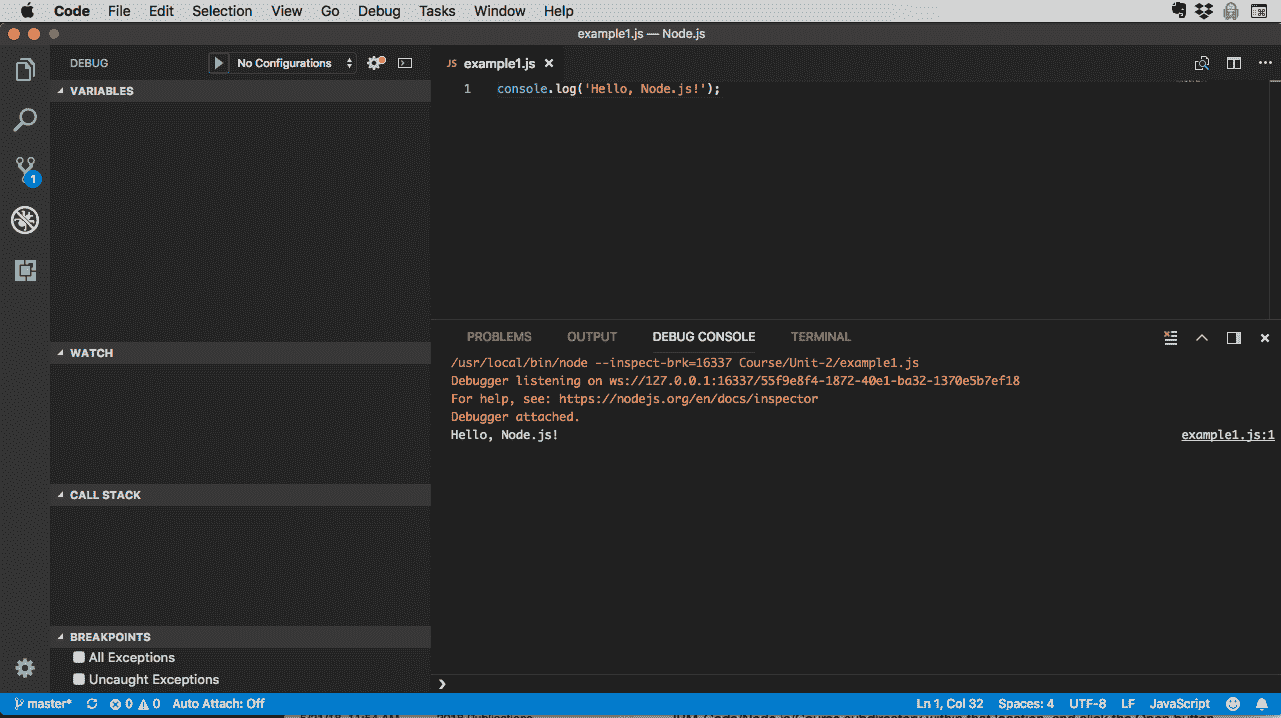 Code File Edit Selection View Go Debug Tasks Window Help
example1.js — Node.js
DEBUG No Configurations
JS example1.js
VARIABLES
1 console.log('Hello, Node.js!');
1
PROBLEMS OUTPUT DEBUG CONSOLE TERMINAL
WATCH
/usr/local/bin/node --inspect-brk=16337 Course/Unit-2/example1.js
Debugger listening on ws://127.0.0.1:16337/55f9e8f4-1872-40e1-ba32-1370e5b7ef18
For help, see: https://nodejs.org/en/docs/inspector
Debugger attached.
Hello, Node.js! example1.js:1
CALL STACK
BREAKPOINTS
All Exceptions
Uncaught Exceptions
master* 0 0 Auto Attach: Off Ln 1, Col 32 Spaces: 4 UTF-8 LF JavaScript